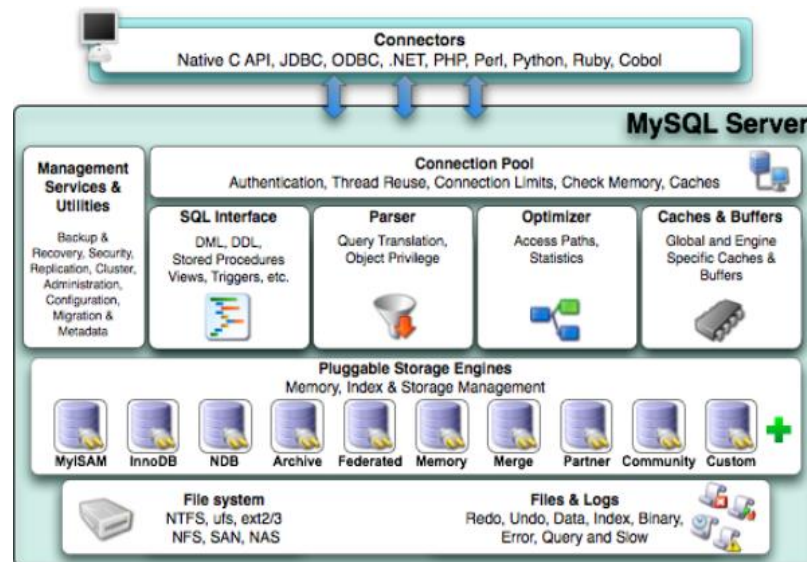 Connectors
Native C API, JDBC, ODBC, .NET, PHP, Perl, Python, Ruby, Cobol
MySQL Server
Management
Services &
Utilities
Backup &
Recovery, Security,
Replication, Cluster,
Administration,
Configuration,
Migration &
Metadata
Connection Pool
Authentication, Thread Reuse, Connection Limits, Check Memory, Caches
SQL Interface
DML, DDL,
Stored Procedures
Views, Triggers, etc.
Parser
Query Translation,
Object Privilege
Optimizer
Access Paths,
Statistics
Caches & Buffers
Global and Engine
Specific Caches &
Buffers
Pluggable Storage Engines
Memory, Index & Storage Management
MyISAM
InnoDB
NDB
Archive
Federated
Memory
Merge
Partner
Community
Custom
File system
NTFS, ufs, ext2/3
NFS, SAN, NAS
Files & Logs
Redo, Undo, Data, Index, Binary,
Error, Query and Slow